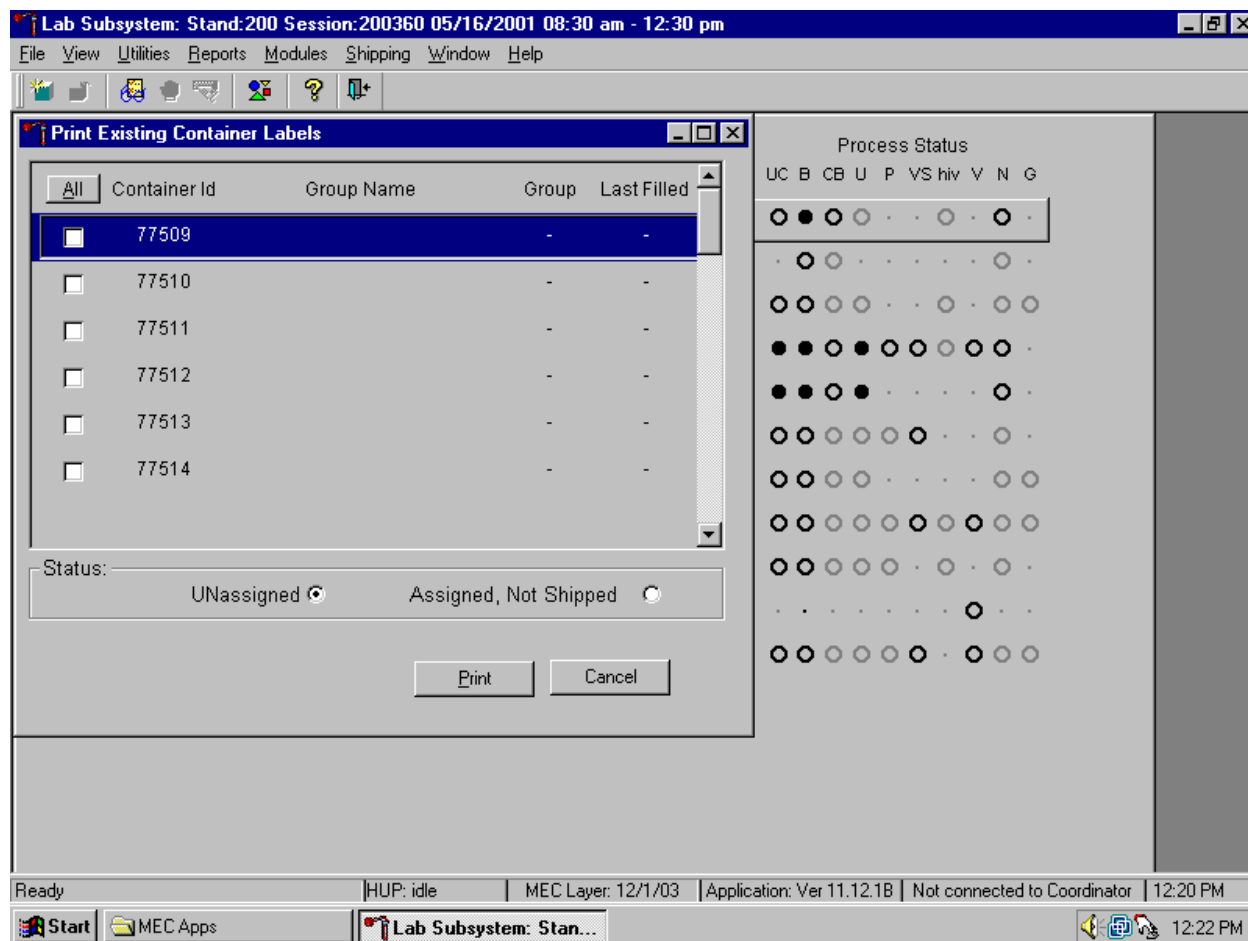 Lab Subsystem: Stand:200 Session:200360 05/16/2001 08:30 am - 12:30 pm
File View Utilities Reports Modules Shipping Window Help
Print Existing Container Labels
All Container Id Group Name Group Last Filled
77509 - -
77510 - -
77511 - -
77512 - -
77513 - -
77514 - -
Status:
UNassigned Assigned, Not Shipped
Print Cancel
Process Status
UC B CB U P VS hiv V N G
Ready HUP: idle MEC Layer: 12/1/03 Application: Ver 11.12.1B Not connected to Coordinator 12:20 PM
Start MEC Apps Lab Subsystem: Stan... 12:22 PM